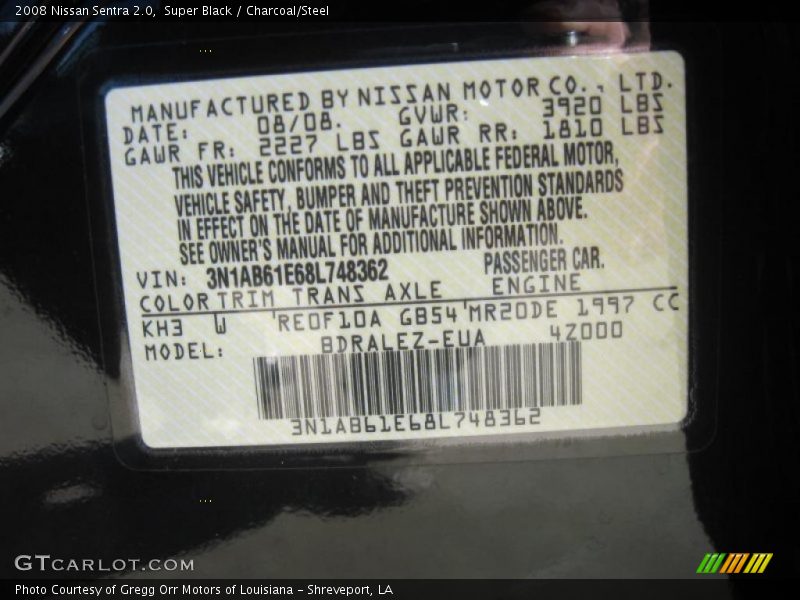 2008 Nissan Sentra 2.0,  Super Black / Charcoal/Steel
MANUFACTURED BY NISSAN MOTOR CO., LTD.
DATE: 08/08. GVWR: 3920 LBS
GAWR FR: 2227 LBS GAWR RR: 1810 LBS
THIS VEHICLE CONFORMS TO ALL APPLICABLE FEDERAL MOTOR,
VEHICLE SAFETY, BUMPER AND THEFT PREVENTION STANDARDS
IN EFFECT ON THE DATE OF MANUFACTURE SHOWN ABOVE.
SEE OWNER'S MANUAL FOR ADDITIONAL INFORMATION.
VIN: 3N1AB61E68L748362 PASSENGER CAR.
COLOR TRIM TRANS AXLE ENGINE
KH3 W 'RE0F10A GB54'MR20DE 1997 CC
MODEL: BDRALEZ-EUA 4Z000
3N1AB61E68L748362
GTCARLOT.COM
Photo Courtesy of Gregg Orr Motors of Louisiana - Shreveport, LA